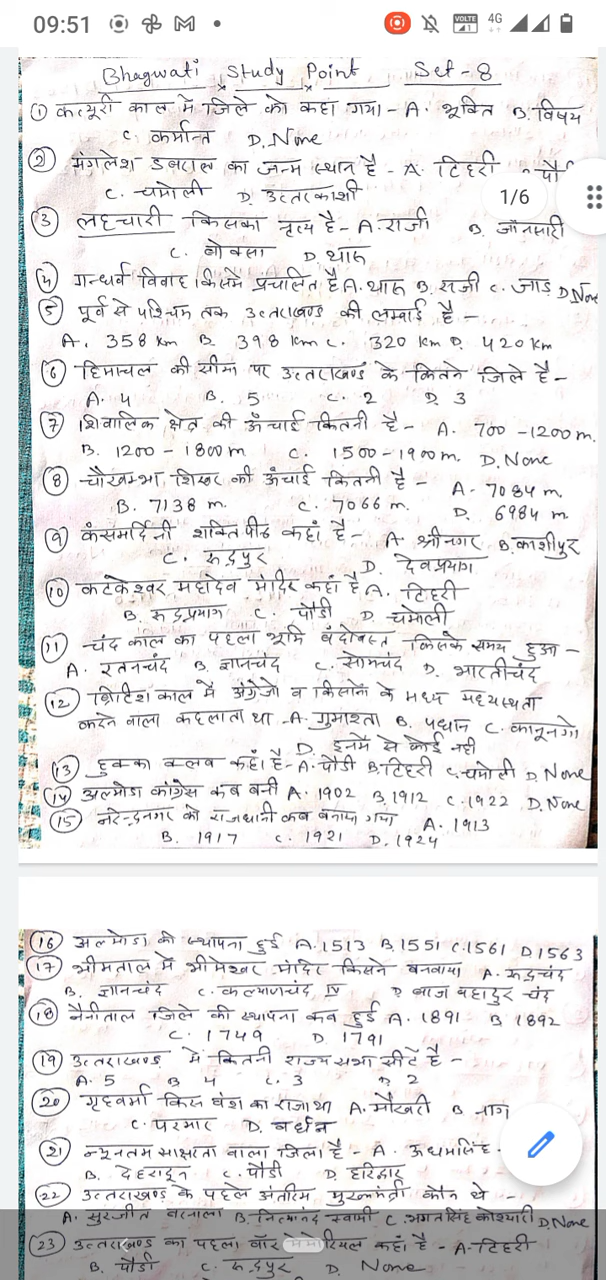 09:51
VOLTE
4G
Bhagwati Study Point Set - 8
① कत्यूरी काल में जिले को कहा गया - A. भूक्ति B. विषय
C. कर्मान्त D. None
② मंगलेश डबराल का जन्म स्थान है - A. टिहरी पौ
C. चमोली D. उत्तरकाशी
1/6
③ लहचारी किसका नृत्य है - A. राजी B. जौनसारी
C. बोक्सा D. थारू
④ गन्धर्व विवाह किसमें प्रचलित है A. थारू B. राजी C. जाड़ D. None
⑤ पूर्व से पश्चिम तक उत्तराखण्ड की लम्बाई है -
A. 358 km B. 398 km C. 320 km D. 420 km
⑥ हिमाचल की सीमा पर उत्तराखण्ड के कितने जिले है -
A. 4 B. 5 C. 2 D. 3
⑦ शिवालिक क्षेत्र की ऊँचाई कितनी है - A. 700 - 1200 m.
B. 1200 - 1800 m C. 1500 - 1900 m. D. None
⑧ चौखम्भा शिखर की ऊंचाई कितनी है - A. 7084 m.
B. 7138 m. C. 7066 m. D. 6984 m
⑨ कंसमर्दिनी शक्तिपीठ कहां है - A. श्रीनगर B. काशीपुर
C. रूद्रपुर D. देवप्रयाग
⑩ कटकेश्वर महादेव मंदिर कहां है A. टिहरी
B. रूद्रप्रयाग C. पौडी D. चमोली
⑪ चंद काल का पहला भूमि बंदोबस्त किसके समय हुआ -
A. रतनचंद B. ज्ञानचंद C. सोमचंद D. भारतीचंद
⑫ ब्रिटिश काल में अंग्रेजो व किसानों के मध्य मध्यस्थता
करने वाला कहलाता था - A. गुमाश्ता B. पधान C. कानूनगो
D. इनमें से कोई नही
⑬ हुक्का क्लब कहां है - A. पौडी B. टिहरी C. चमोली D. None
⑭ अल्मोडा कांग्रेस कब बनी A. 1902 B. 1912 C. 1922 D. None
⑮ नरेन्द्रनगर को राजधानी कब बनाया गया A. 1913
B. 1917 C. 1921 D. 1924
⑯ अल्मोडा की स्थापना हुई A. 1513 B. 1551 C. 1561 D. 1563
⑰ भीमताल में भीमेश्वर मंदिर किसने बनवाया A. रूद्रचंद
B. ज्ञानचंद C. कल्याणचंद IV D बाज बहादुर चंद
⑱ नैनीताल जिले की स्थापना कब हुई A. 1891 B. 1892
C. 1749 D. 1791
⑲ उत्तराखण्ड में कितनी राज्य सभा सीटें है -
A. 5 B 4 C. 3 D 2
⑳ गृहवर्मा किस वंश का राजा था A. मौखरी B नाग
C. परमार D. वर्धन
㉑ न्यूनतम साक्षरता वाला जिला है - A. ऊधमसिंह
B. देहरादून C. पौडी D. हरिद्वार
㉒ उत्तराखण्ड के पहले अंतरिम मुख्यमंत्री कौन थे -
A. सुरजीत बरनाला B. नित्यानंद स्वामी C. भगत सिंह कोश्यारी D. None
㉓ उत्तराखण्ड का पहला वॉर मेमोरियल कहां है - A - टिहरी
B. पौडी C. रूद्रपुर D. None